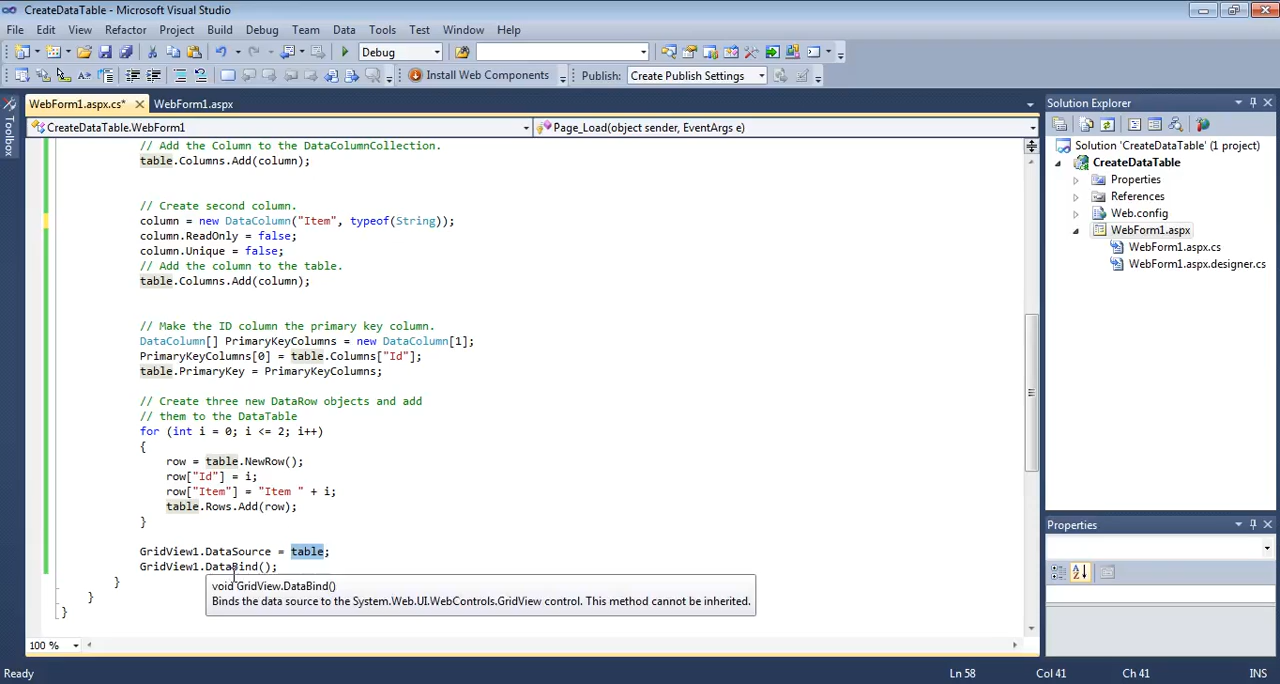 CreateDataTable - Microsoft Visual Studio
File Edit View Refactor Project Build Debug Team Data Tools Test Window Help
Debug
Install Web Components Publish: Create Publish Settings
WebForm1.aspx.cs* WebForm1.aspx
CreateDataTable.WebForm1 Page_Load(object sender, EventArgs e)
Toolbox
// Add the Column to the DataColumnCollection.
table.Columns.Add(column);
// Create second column.
column = new DataColumn("Item", typeof(String));
column.ReadOnly = false;
column.Unique = false;
// Add the column to the table.
table.Columns.Add(column);
// Make the ID column the primary key column.
DataColumn[] PrimaryKeyColumns = new DataColumn[1];
PrimaryKeyColumns[0] = table.Columns["Id"];
table.PrimaryKey = PrimaryKeyColumns;
// Create three new DataRow objects and add
// them to the DataTable
for (int i = 0; i <= 2; i++)
{
row = table.NewRow();
row["Id"] = i;
row["Item"] = "Item " + i;
table.Rows.Add(row);
}
GridView1.DataSource = table;
GridView1.DataBind();
}
}
}
void GridView.DataBind()
Binds the data source to the System.Web.UI.WebControls.GridView control. This method cannot be inherited.
100 %
Solution Explorer
Solution 'CreateDataTable' (1 project)
CreateDataTable
Properties
References
Web.config
WebForm1.aspx
WebForm1.aspx.cs
WebForm1.aspx.designer.cs
Properties
Ready Ln 58 Col 41 Ch 41 INS